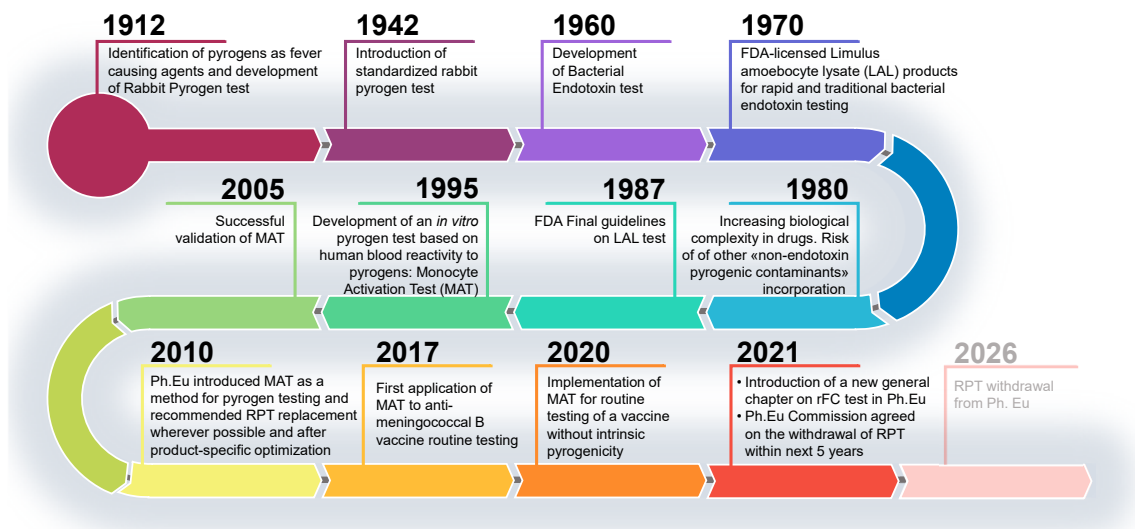 1912
Identification of pyrogens as fever
causing agents and development
of Rabbit Pyrogen test
1942
Introduction of
standardized rabbit
pyrogen test
1960
Development
of Bacterial
Endotoxin test
1970
FDA-licensed Limulus
amoebocyte lysate (LAL) products
for rapid and traditional bacterial
endotoxin testing
2005
Successful
validation of MAT
1995
Development of an in vitro
pyrogen test based on
human blood reactivity to
pyrogens: Monocyte
Activation Test (MAT)
1987
FDA Final guidelines
on LAL test
1980
Increasing biological
complexity in drugs. Risk
of of other «non-endotoxin
pyrogenic contaminants»
incorporation
2010
Ph.Eu introduced MAT as a
method for pyrogen testing and
recommended RPT replacement
wherever possible and after
product-specific optimization
2017
First application of
MAT to anti-
meningococcal B
vaccine routine testing
2020
Implementation of
MAT for routine
testing of a vaccine
without intrinsic
pyrogenicity
2021
• Introduction of a new general
chapter on rFC test in Ph.Eu
• Ph.Eu Commission agreed
on the withdrawal of RPT
within next 5 years
2026
RPT withdrawal
from Ph. Eu